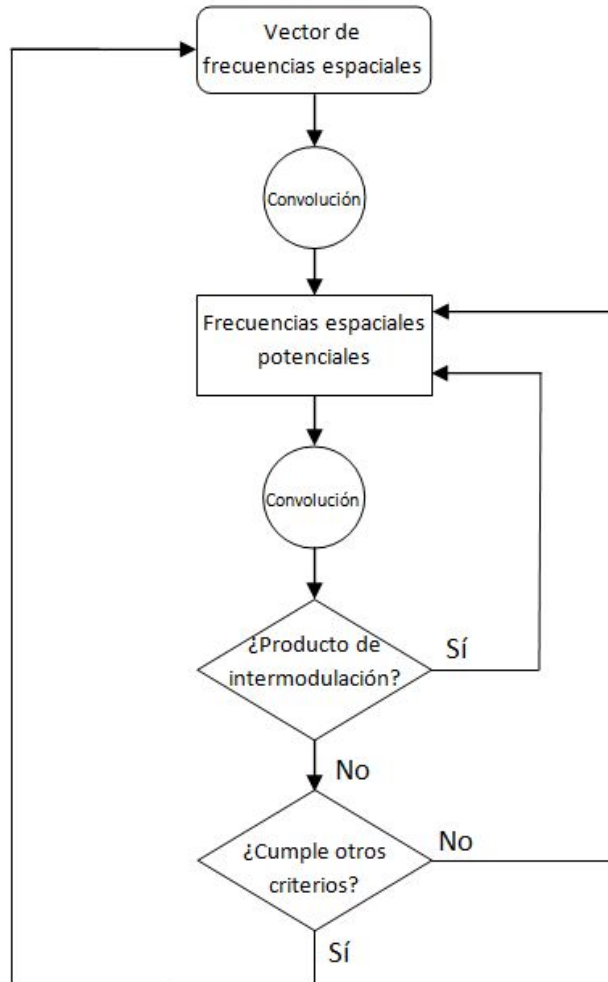 Vector de
frecuencias espaciales
Convolución
Frecuencias espaciales
potenciales
Convolución
¿Producto de
intermodulación?
Sí
No
¿Cumple otros
criterios?
No
Sí